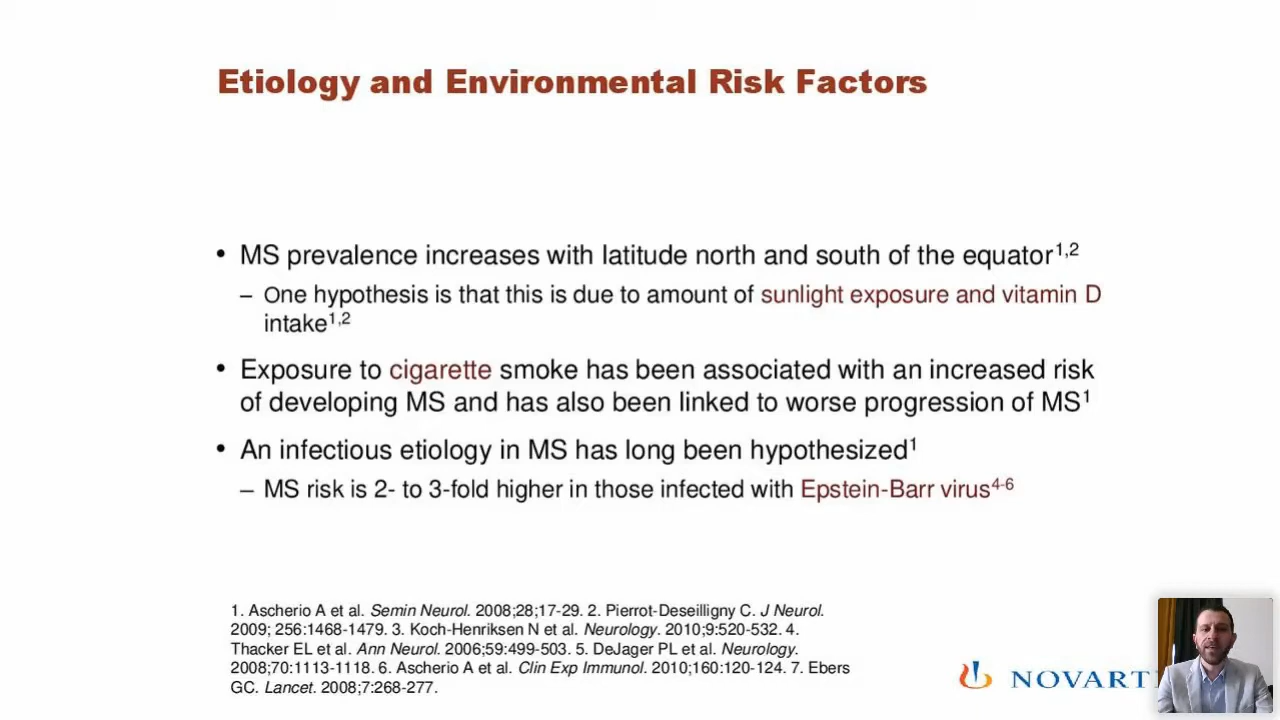 Etiology and Environmental Risk Factors
• MS prevalence increases with latitude north and south of the equator1,2
– One hypothesis is that this is due to amount of sunlight exposure and vitamin D
intake1,2
• Exposure to cigarette smoke has been associated with an increased risk
of developing MS and has also been linked to worse progression of MS1
• An infectious etiology in MS has long been hypothesized1
– MS risk is 2- to 3-fold higher in those infected with Epstein-Barr virus4-6
1. Ascherio A et al. Semin Neurol. 2008;28;17-29. 2. Pierrot-Deseilligny C. J Neurol.
2009; 256:1468-1479. 3. Koch-Henriksen N et al. Neurology. 2010;9:520-532. 4.
Thacker EL et al. Ann Neurol. 2006;59:499-503. 5. DeJager PL et al. Neurology.
2008;70:1113-1118. 6. Ascherio A et al. Clin Exp Immunol. 2010;160:120-124. 7. Ebers
GC. Lancet. 2008;7:268-277.
NOVART